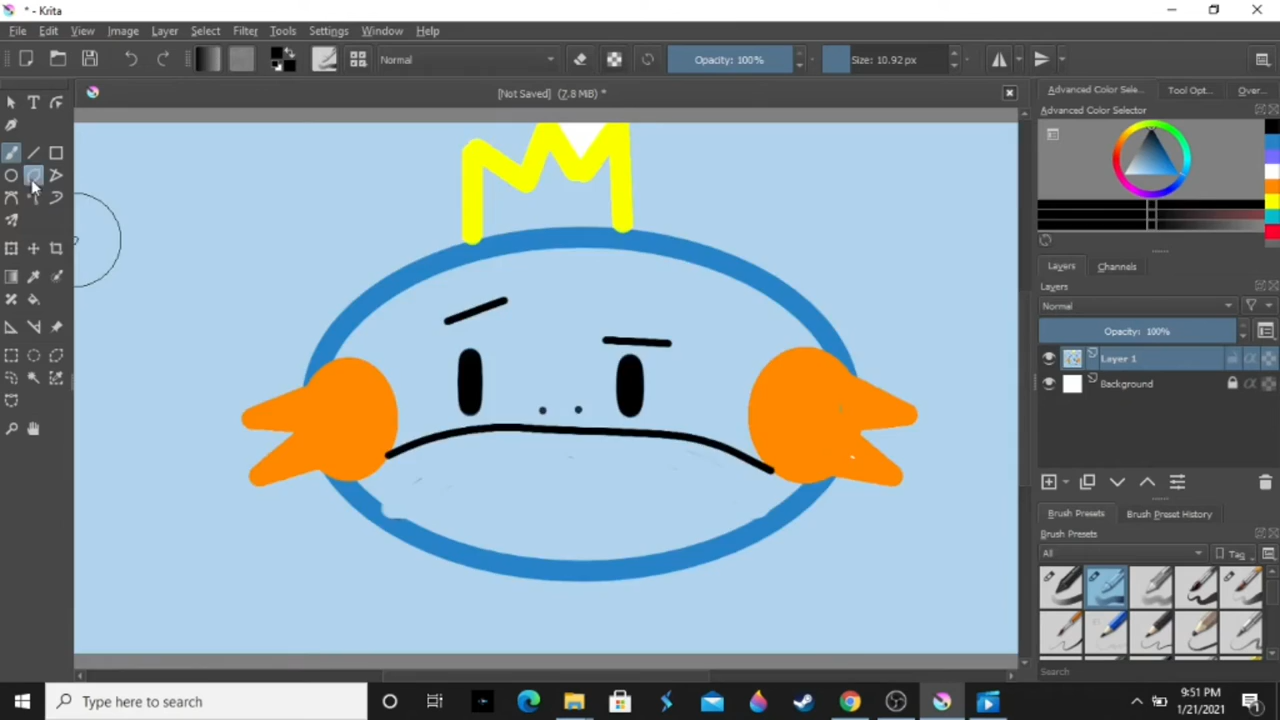 * - Krita
File Edit View Image Layer Select Filter Tools Settings Window Help
Normal Opacity: 100% Size: 10.92 px
[Not Saved] (7.8 MiB) *
Advanced Color Sele... Tool Opt... Over...
Advanced Color Selector
Layers Channels
Layers
Normal
Opacity: 100%
Layer 1
Background
Brush Presets Brush Preset History
Brush Presets
All Tag
Search
Type here to search
9:51 PM
1/21/2021